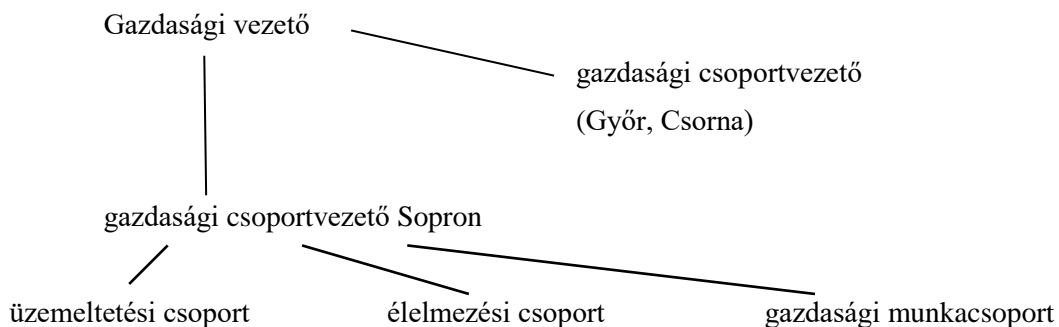 Gazdasági vezető
gazdasági csoportvezető
(Győr, Csorna)
gazdasági csoportvezető Sopron
üzemeltetési csoport
élelmezési csoport
gazdasági munkacsoport